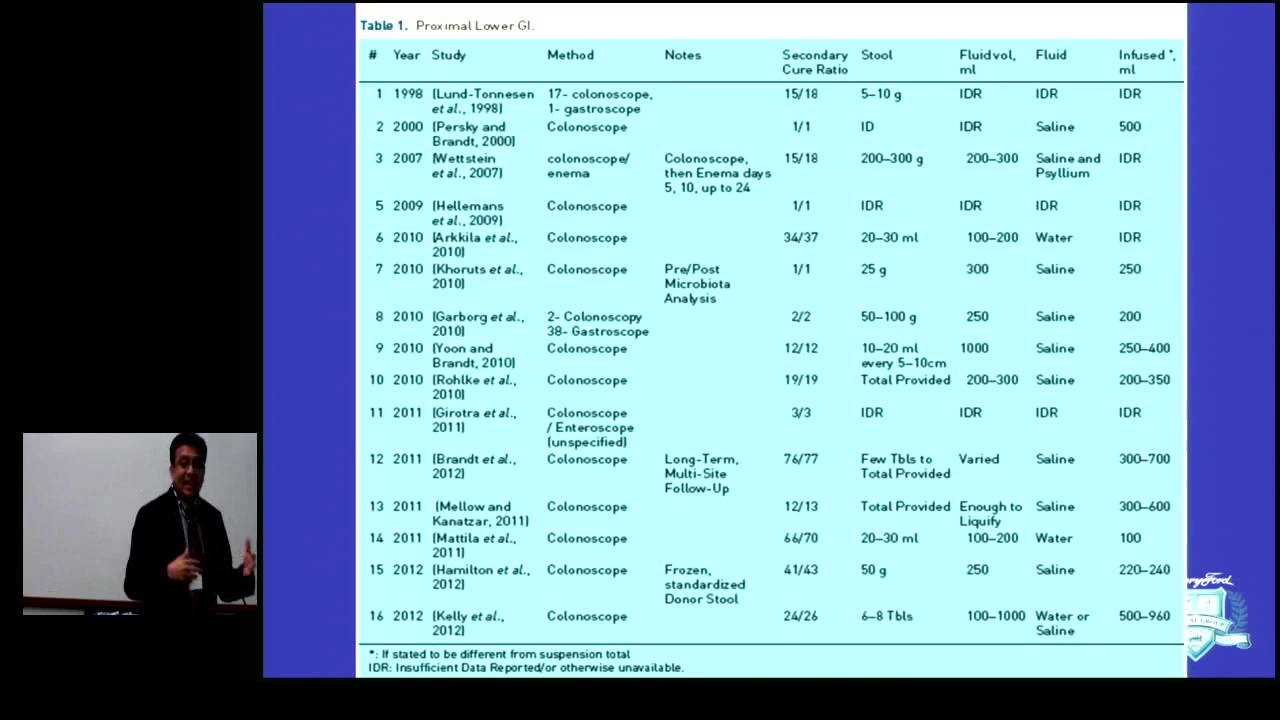 Table 1. Proximal Lower GI.
# Year Study Method Notes Secondary Stool Fluid vol, Fluid Infused *,
Cure Ratio ml ml
1 1998 (Lund-Tonnesen 17- colonoscope, 15/18 5–10 g IDR IDR IDR
et al., 1998) 1- gastroscope
2 2000 (Persky and Colonoscope 1/1 ID IDR Saline 500
Brandt, 2000)
3 2007 (Wettstein colonoscope/ Colonoscope, 15/18 200–300 g 200–300 Saline and IDR
et al., 2007) enema then Enema days Psyllium
5, 10, up to 24
5 2009 (Hellemans Colonoscope 1/1 IDR IDR IDR IDR
et al., 2009)
6 2010 (Arkkila et al., Colonoscope 34/37 20–30 ml 100–200 Water IDR
2010)
7 2010 (Khoruts et al., Colonoscope Pre/Post 1/1 25 g 300 Saline 250
2010) Microbiota
Analysis
8 2010 (Garborg et al., 2- Colonoscopy 2/2 50–100 g 250 Saline 200
2010) 38- Gastroscope
9 2010 (Yoon and Colonoscope 12/12 10–20 ml 1000 Saline 250–400
Brandt, 2010) every 5–10cm
10 2010 (Rohlke et al., Colonoscope 19/19 Total Provided 200–300 Saline 200–350
2010)
11 2011 (Girotra et al., Colonoscope 3/3 IDR IDR IDR IDR
2011) / Enteroscope
(unspecified)
12 2011 (Brandt et al., Colonoscope Long-Term, 76/77 Few Tbls to Varied Saline 300–700
2012) Multi-Site Total Provided
Follow-Up
13 2011 (Mellow and Colonoscope 12/13 Total Provided Enough to Saline 300–600
Kanatzar, 2011) Liquify
14 2011 (Mattila et al., Colonoscope 66/70 20–30 ml 100–200 Water 100
2011)
15 2012 (Hamilton et al., Colonoscope Frozen, 41/43 50 g 250 Saline 220–240
2012) standardized
Donor Stool
16 2012 (Kelly et al., Colonoscope 24/26 6–8 Tbls 100–1000 Water or 500–960
2012) Saline
*: If stated to be different from suspension total
IDR: Insufficient Data Reported/or otherwise unavailable.
ryFord